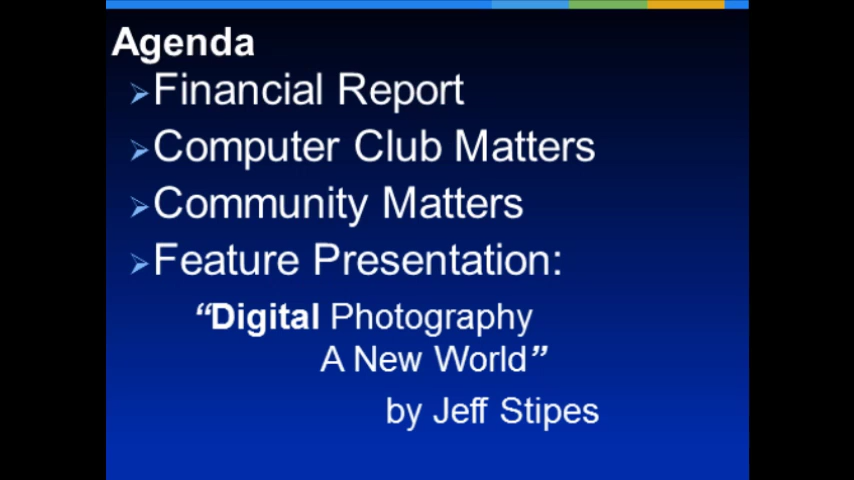 Agenda
Financial Report
Computer Club Matters
Community Matters
Feature Presentation:
“Digital Photography
A New World”
by Jeff Stipes